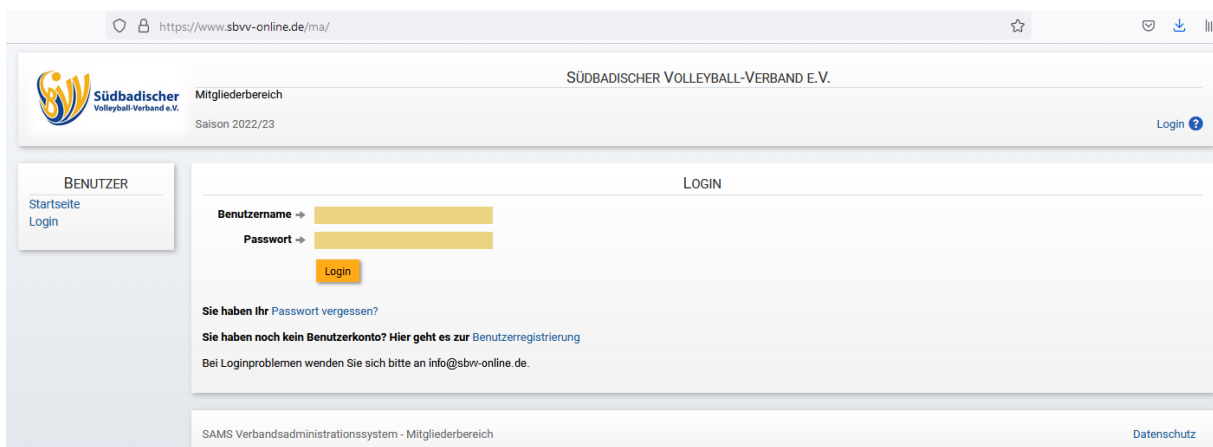 https://www.sbvv-online.de/ma/
SÜDBADISCHER VOLLEYBALL-VERBAND E.V.
Südbadischer
Volleyball-Verband e.V.
Mitgliederbereich
Saison 2022/23
Login
BENUTZER
Startseite
Login
LOGIN
Benutzername
Passwort
Login
Sie haben Ihr Passwort vergessen?
Sie haben noch kein Benutzerkonto? Hier geht es zur Benutzerregistrierung
Bei Loginproblemen wenden Sie sich bitte an info@sbvv-online.de.
SAMS Verbandsadministrationssystem - Mitgliederbereich
Datenschutz